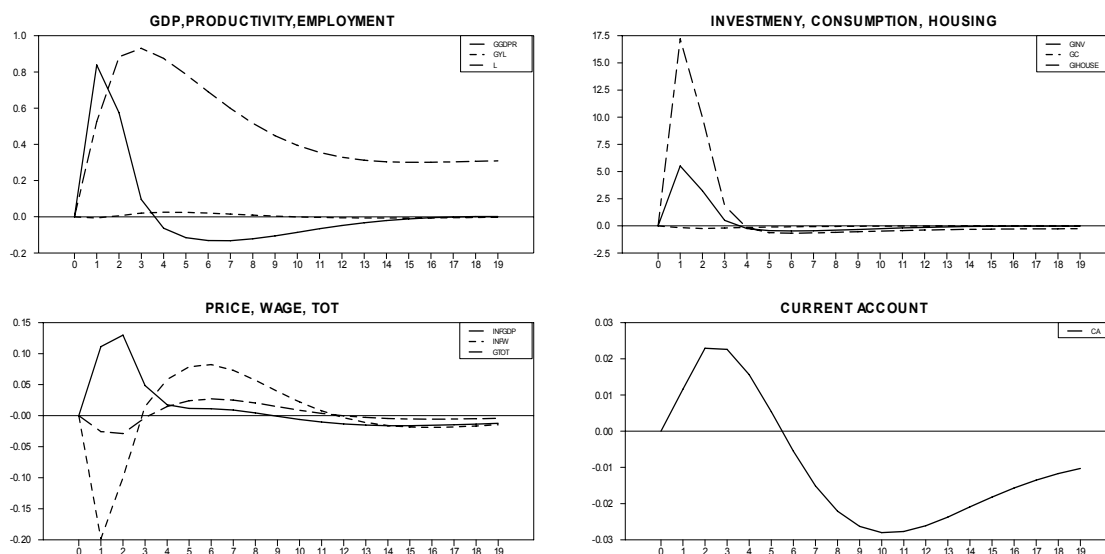 GDP,PRODUCTIVITY,EMPLOYMENT
GGDPR
GYL
L
1.0
0.8
0.6
0.4
0.2
0.0
-0.2
0 1 2 3 4 5 6 7 8 9 10 11 12 13 14 15 16 17 18 19
INVESTMENY, CONSUMPTION, HOUSING
GINV
GC
GIHOUSE
17.5
15.0
12.5
10.0
7.5
5.0
2.5
0.0
-2.5
0 1 2 3 4 5 6 7 8 9 10 11 12 13 14 15 16 17 18 19
PRICE, WAGE, TOT
INFGDP
INFW
GTOT
0.15
0.10
0.05
-0.00
-0.05
-0.10
-0.15
-0.20
0 1 2 3 4 5 6 7 8 9 10 11 12 13 14 15 16 17 18 19
CURRENT ACCOUNT
CA
0.03
0.02
0.01
0.00
-0.01
-0.02
-0.03
0 1 2 3 4 5 6 7 8 9 10 11 12 13 14 15 16 17 18 19